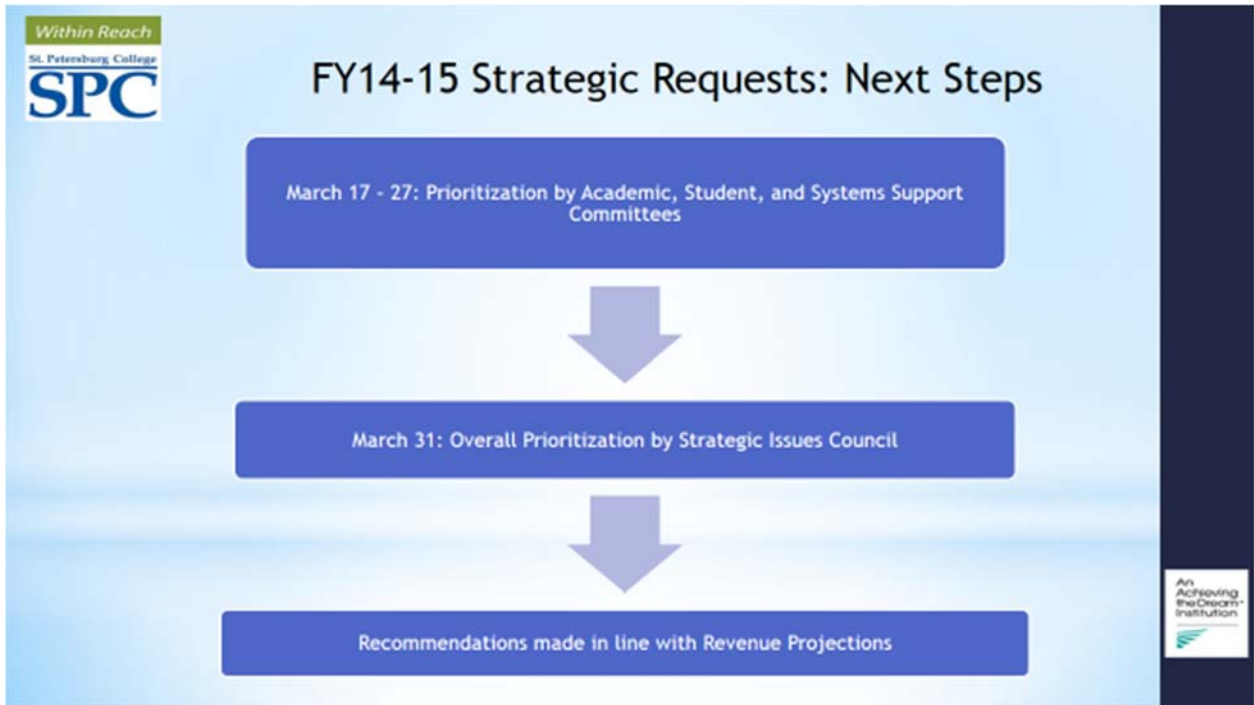 Within Reach
St. Petersburg College
SPC
FY14-15 Strategic Requests: Next Steps
March 17 - 27: Prioritization by Academic, Student, and Systems Support
Committees
March 31: Overall Prioritization by Strategic Issues Council
Recommendations made in line with Revenue Projections
An
Achieving
the Dream™
Institution